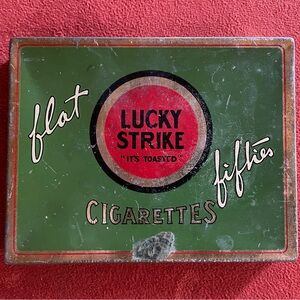 flat
LUCKY
STRIKE
"IT'S TOASTED"
fifties
CIGARETTES